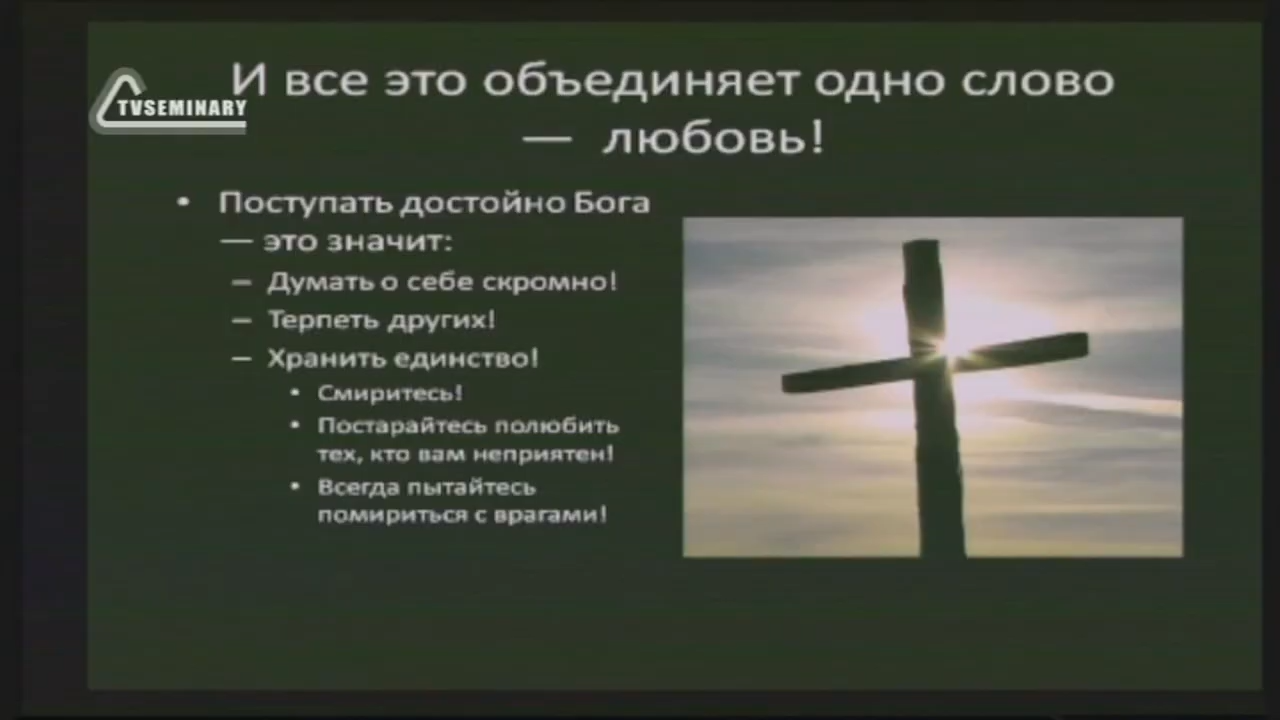 И все это объединяет одно слово
— любовь!
TVSEMINARY
• Поступать достойно Бога
— это значит:
– Думать о себе скромно!
– Терпеть других!
– Хранить единство!
• Смиритесь!
• Постарайтесь полюбить
тех, кто вам неприятен!
• Всегда пытайтесь
помириться с врагами!